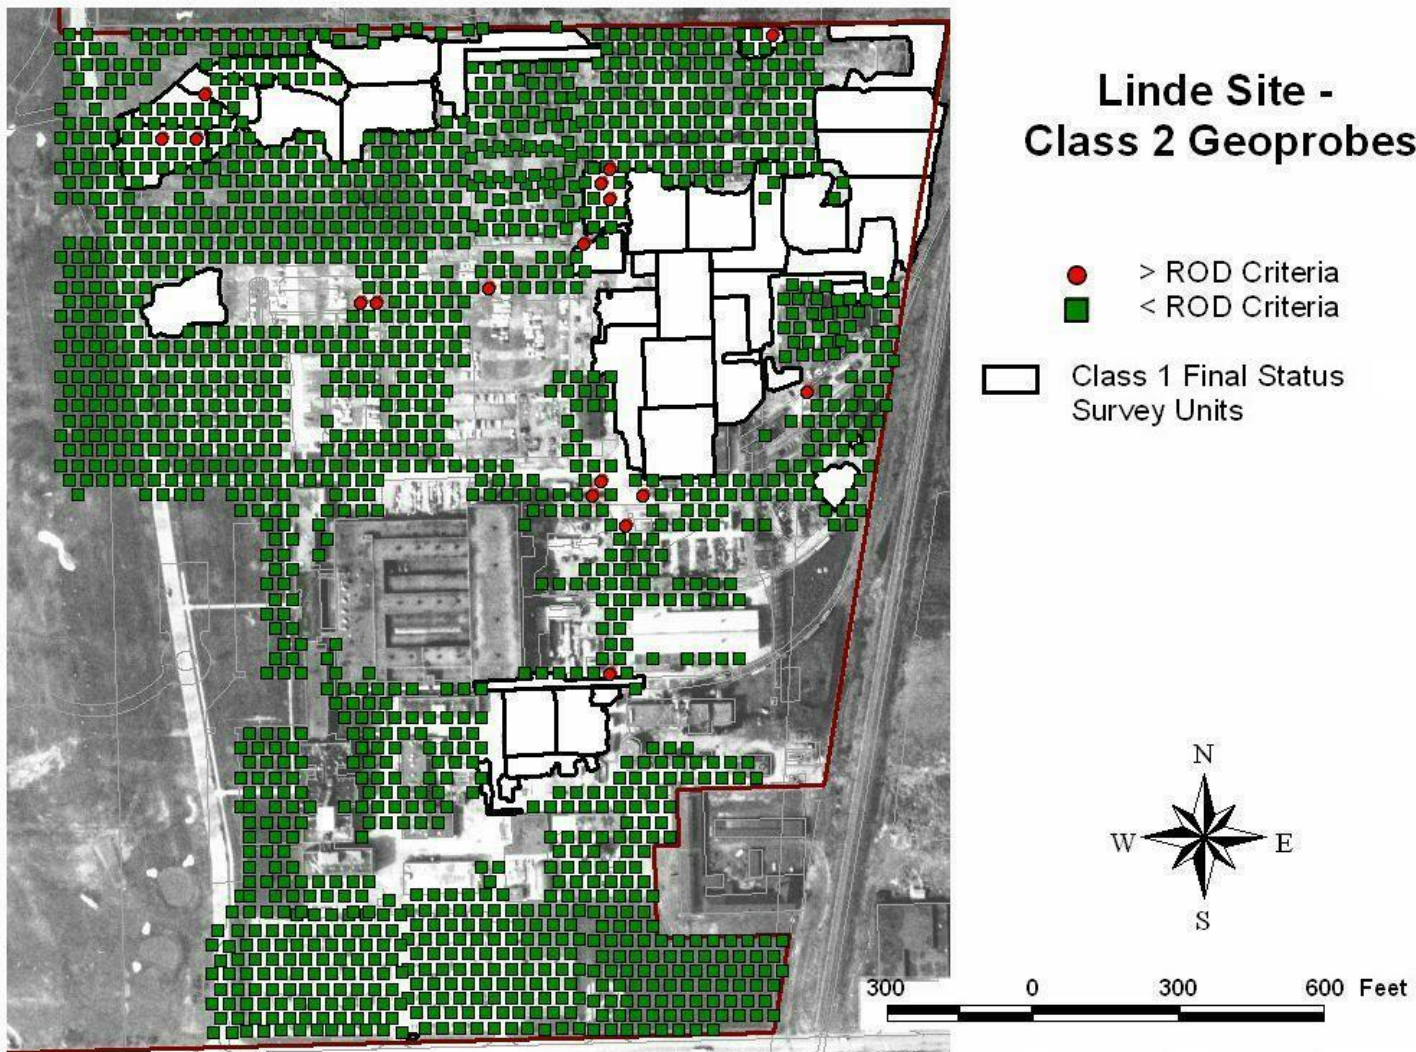 Linde Site -
Class 2 Geoprobes
> ROD Criteria
< ROD Criteria
Class 1 Final Status
Survey Units
N
W
E
S
300 0 300 600 Feet